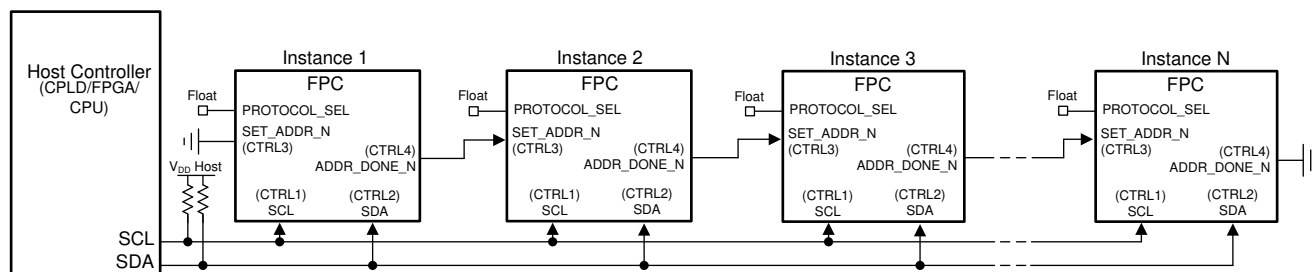 Host Controller
(CPLD/FPGA/
CPU)
SCL
SDA
VDD Host
Instance 1
FPC
Float
PROTOCOL_SEL
SET_ADDR_N
(CTRL3)
(CTRL4)
ADDR_DONE_N
(CTRL1)
SCL
(CTRL2)
SDA
Instance 2
FPC
Float
PROTOCOL_SEL
SET_ADDR_N
(CTRL3)
(CTRL4)
ADDR_DONE_N
(CTRL1)
SCL
(CTRL2)
SDA
Instance 3
FPC
Float
PROTOCOL_SEL
SET_ADDR_N
(CTRL3)
(CTRL4)
ADDR_DONE_N
(CTRL1)
SCL
(CTRL2)
SDA
Instance N
FPC
Float
PROTOCOL_SEL
SET_ADDR_N
(CTRL3)
(CTRL4)
ADDR_DONE_N
(CTRL1)
SCL
(CTRL2)
SDA